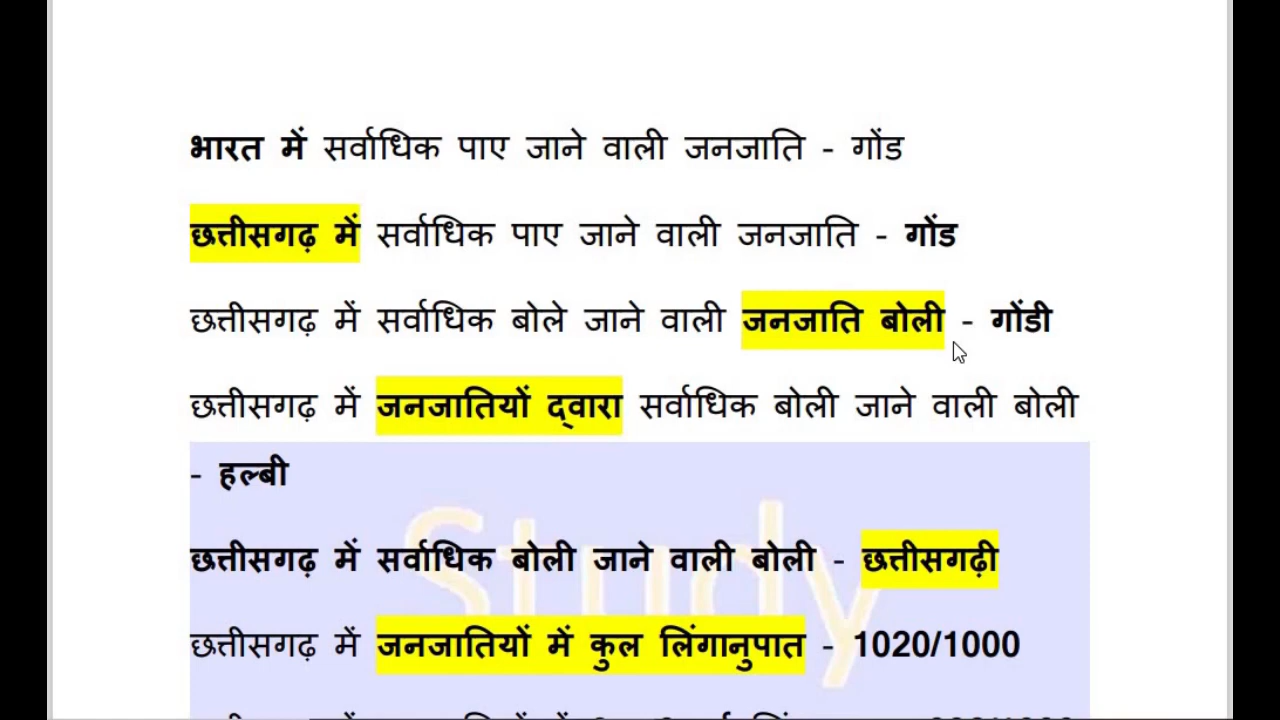 भारत में सर्वाधिक पाए जाने वाली जनजाति - गोंड
छत्तीसगढ़ में सर्वाधिक पाए जाने वाली जनजाति - गोंड
छत्तीसगढ़ में सर्वाधिक बोले जाने वाली जनजाति बोली - गोंडी
छत्तीसगढ़ में जनजातियों द्वारा सर्वाधिक बोली जाने वाली बोली
- हल्बी
Study
छत्तीसगढ़ में सर्वाधिक बोली जाने वाली बोली - छत्तीसगढ़ी
छत्तीसगढ़ में जनजातियों में कुल लिंगानुपात - 1020/1000